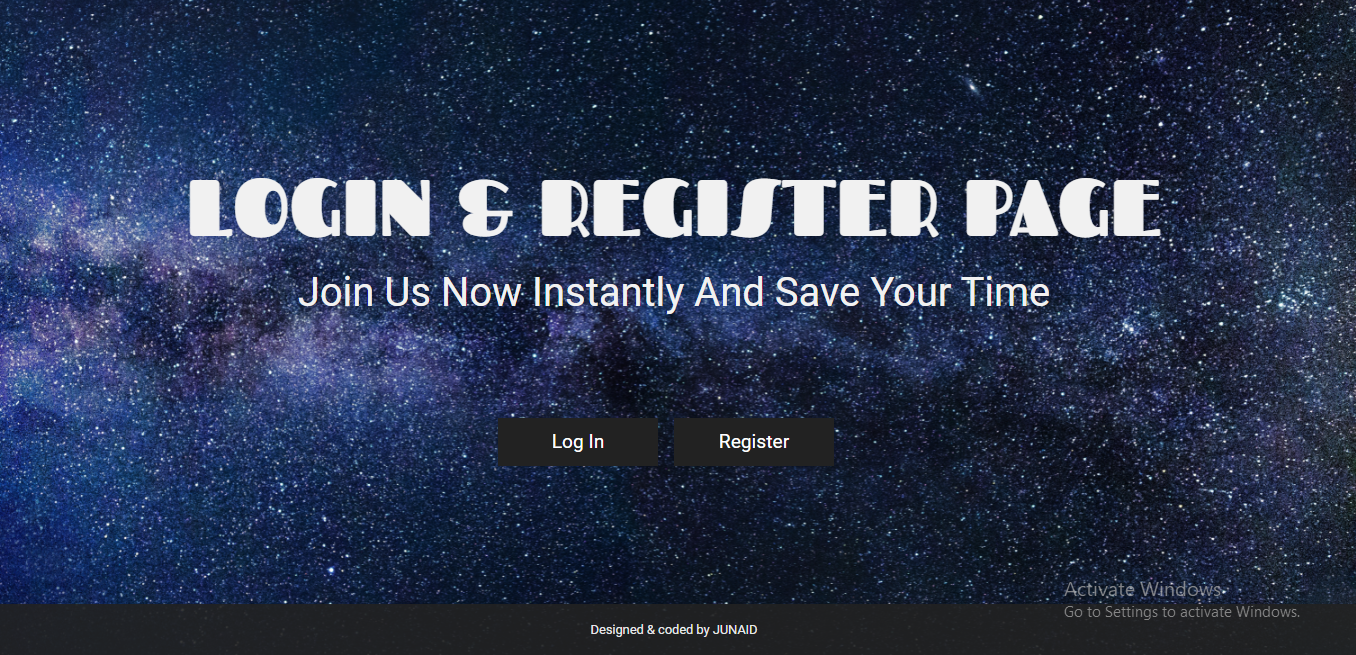 LOGIN & REGISTER PAGE
Join Us Now Instantly And Save Your Time
Log In
Register
Activate Windows
Go to Settings to activate Windows.
Designed & coded by JUNAID